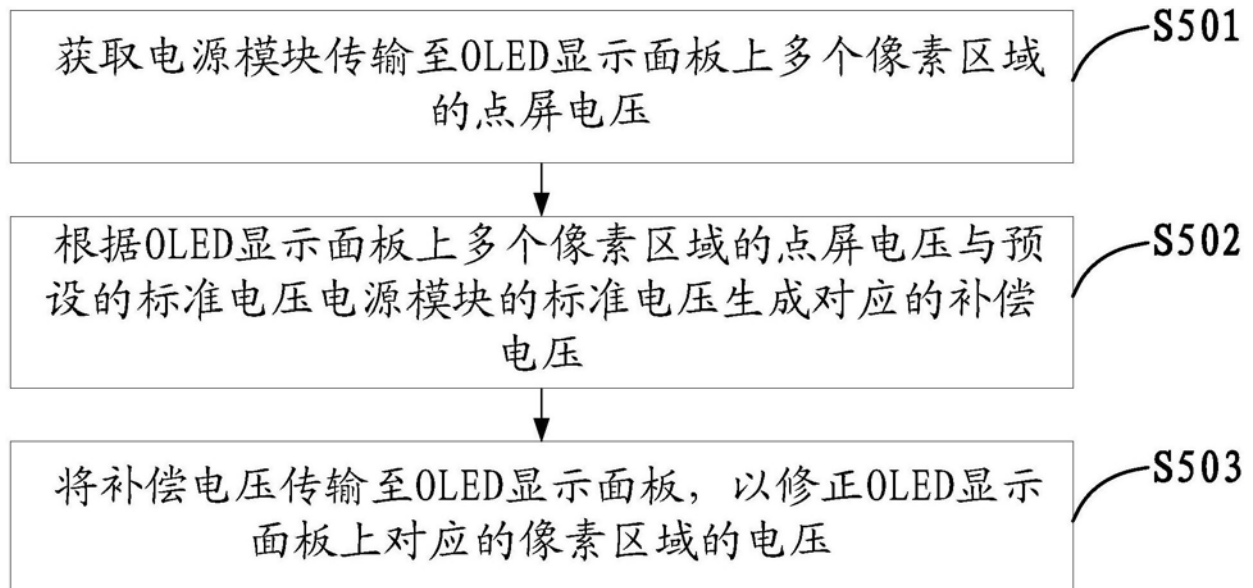 获取电源模块传输至OLED显示面板上多个像素区域
的点屏电压
S501
根据OLED显示面板上多个像素区域的点屏电压与预
设的标准电压电源模块的标准电压生成对应的补偿
电压
S502
将补偿电压传输至OLED显示面板，以修正OLED显示
面板上对应的像素区域的电压
S503